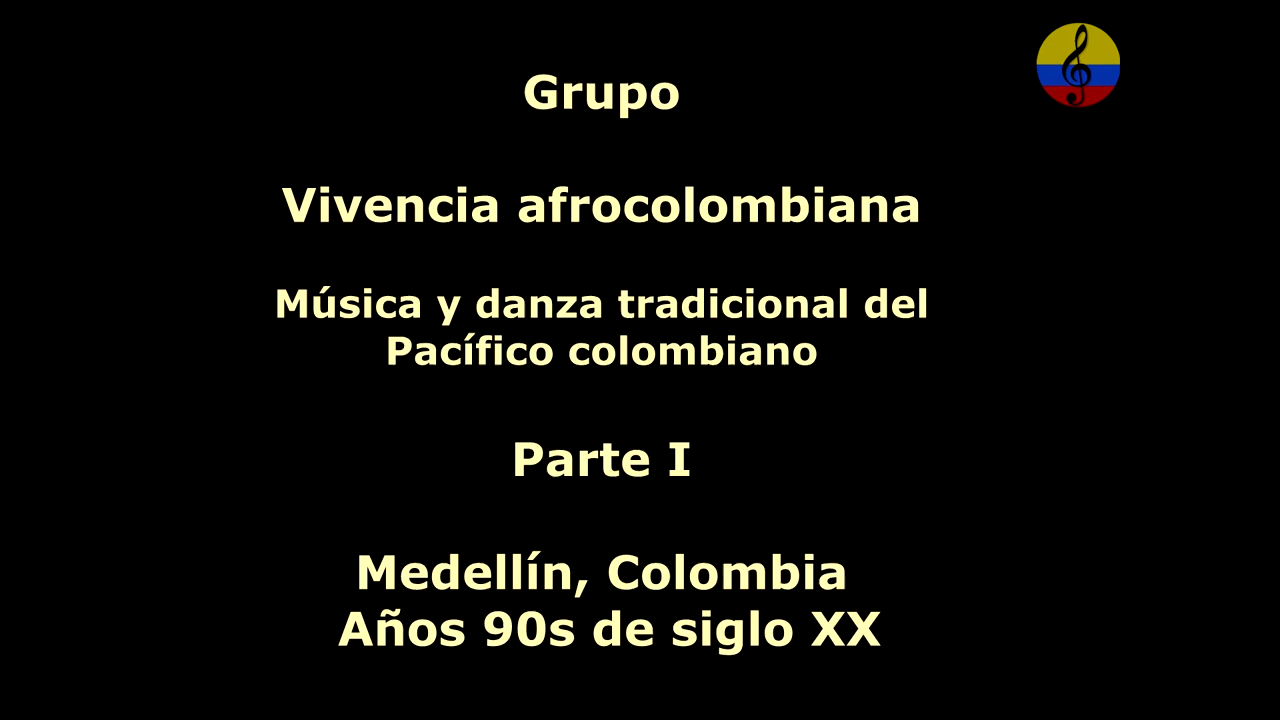 Grupo
Vivencia afrocolombiana
Música y danza tradicional del
Pacífico colombiano
Parte I
Medellín, Colombia
Años 90s de siglo XX